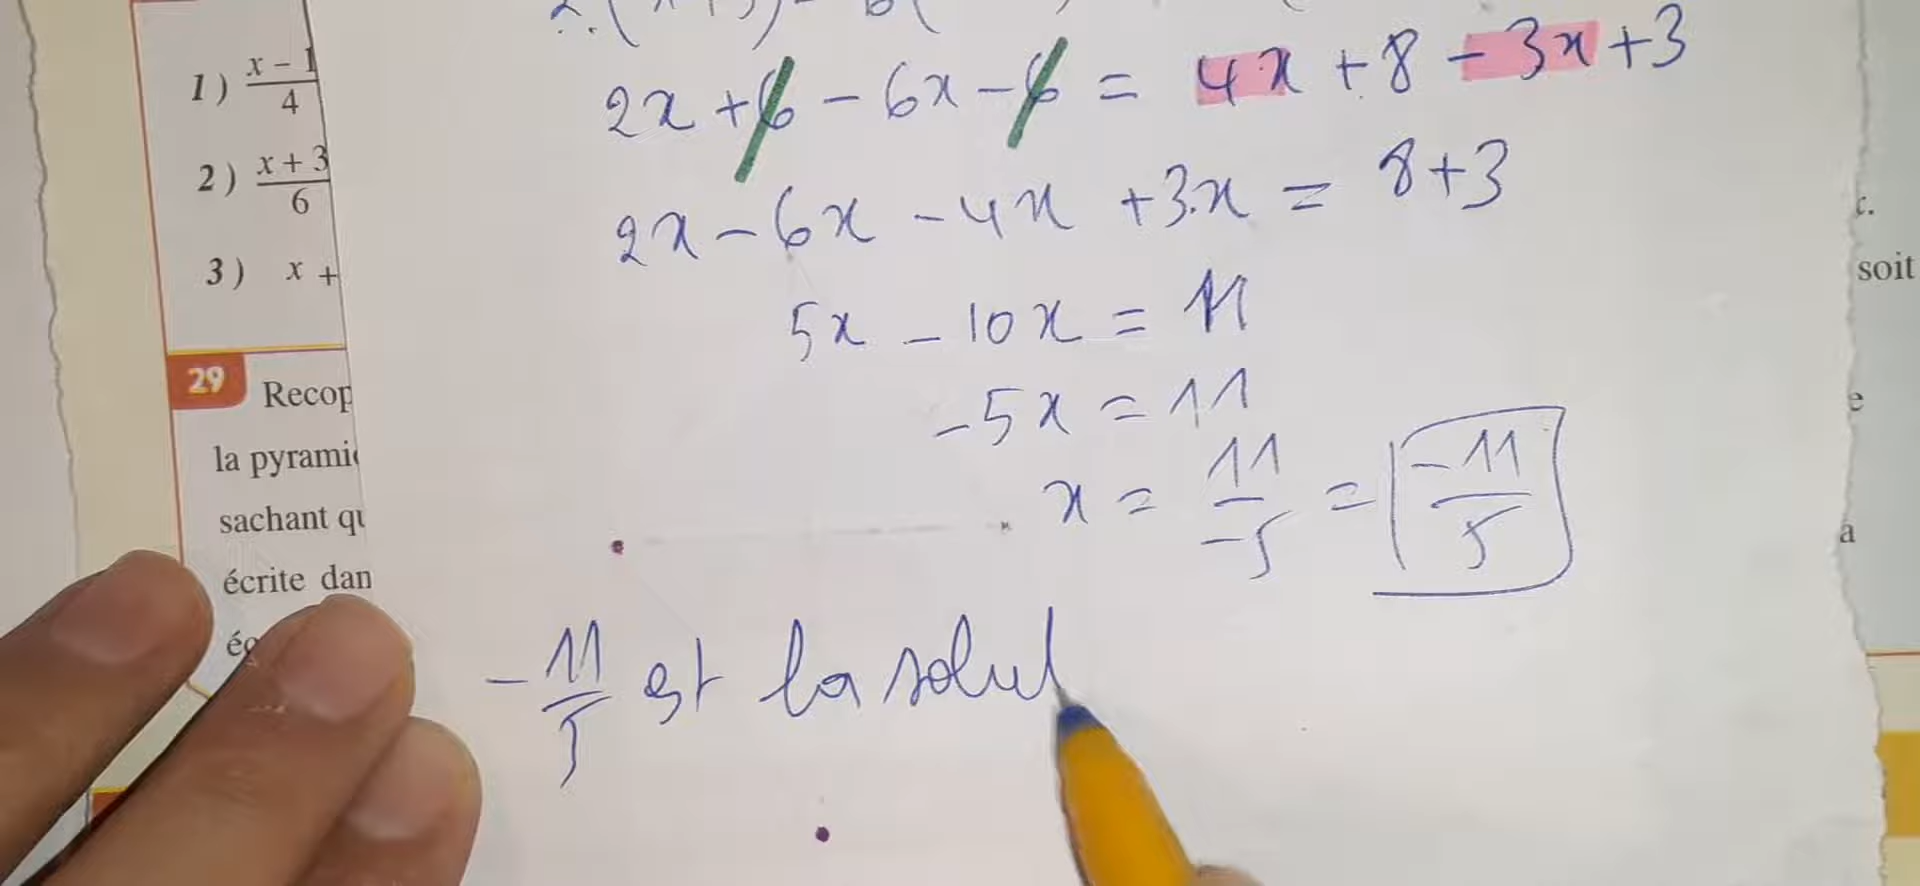 2x + 6 - 6x - 6 = 4x + 8 - 3x + 3
2x - 6x - 4x + 3x = 8 + 3
5x - 10x = 11
-5x = 11
x = 11/-5 = -11/5
-11/5 est la solut
1) x - 1/4
2) x + 3/6
3) x +
29 Recop
la pyrami
sachant qu
écrite dan
c.
soit
e
a